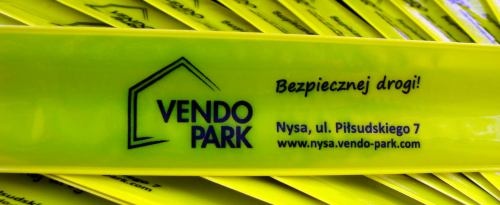 VENDO
PARK
Bezpiecznej drogi!
Nysa, ul. Piłsudskiego 7
www.nysa.vendo-park.com